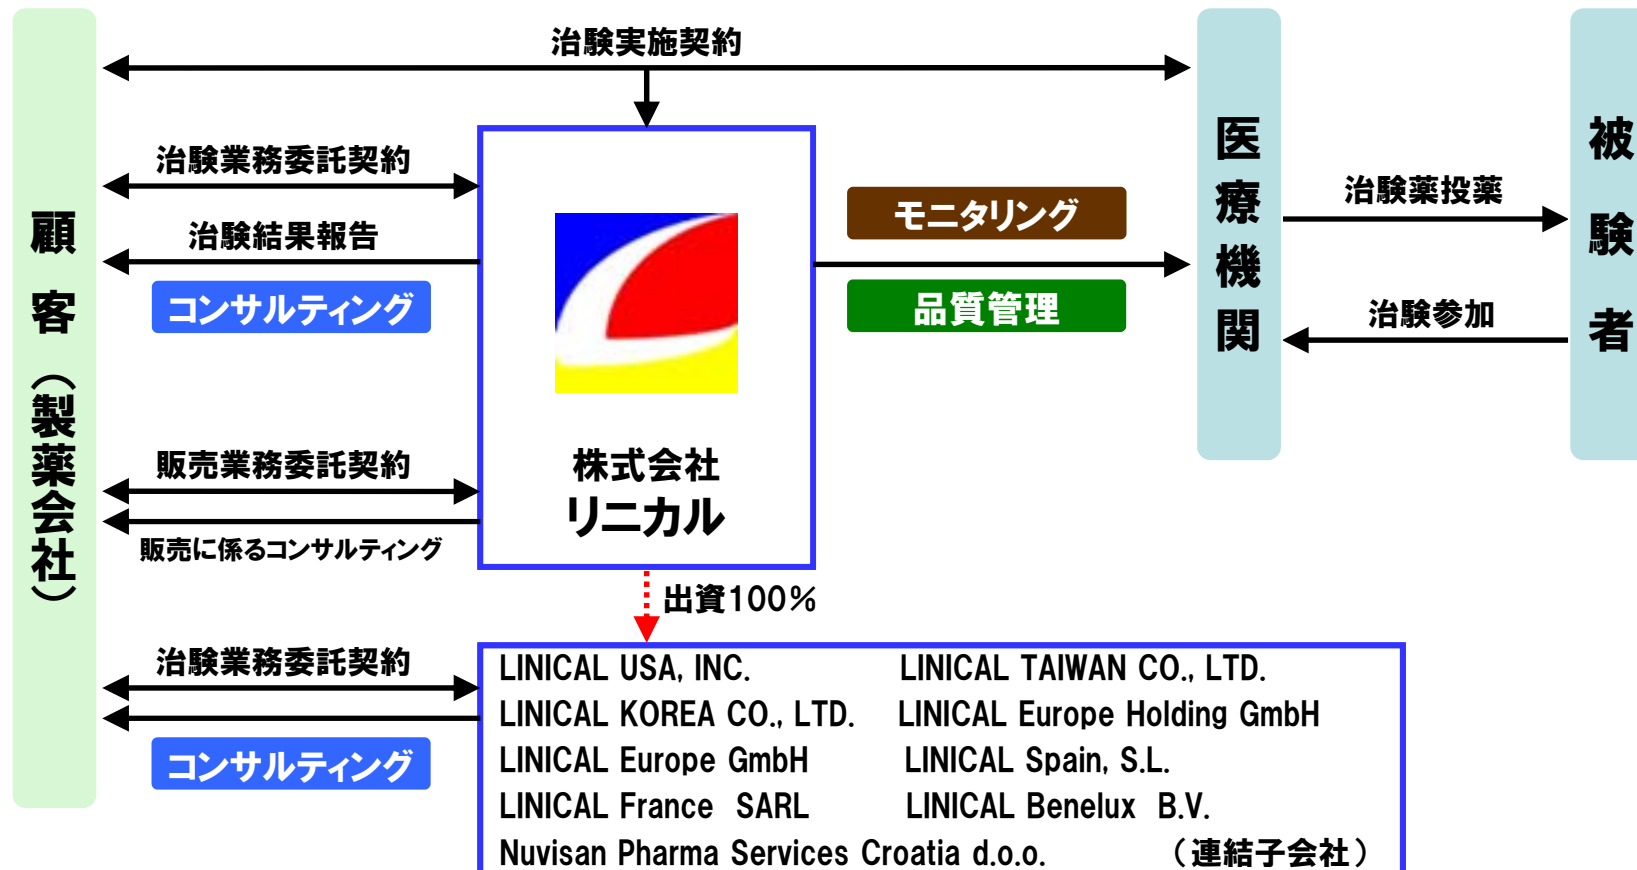 治験実施契約
顧客（製薬会社）
治験業務委託契約
治験結果報告
コンサルティング
販売業務委託契約
販売に係るコンサルティング
株式会社
リニカル
モニタリング
品質管理
医療機関
治験薬投薬
治験参加
被験者
出資100%
治験業務委託契約
コンサルティング
LINICAL USA, INC. LINICAL TAIWAN CO., LTD.
LINICAL KOREA CO., LTD. LINICAL Europe Holding GmbH
LINICAL Europe GmbH LINICAL Spain, S.L.
LINICAL France SARL LINICAL Benelux B.V.
Nuvisan Pharma Services Croatia d.o.o. （連結子会社）